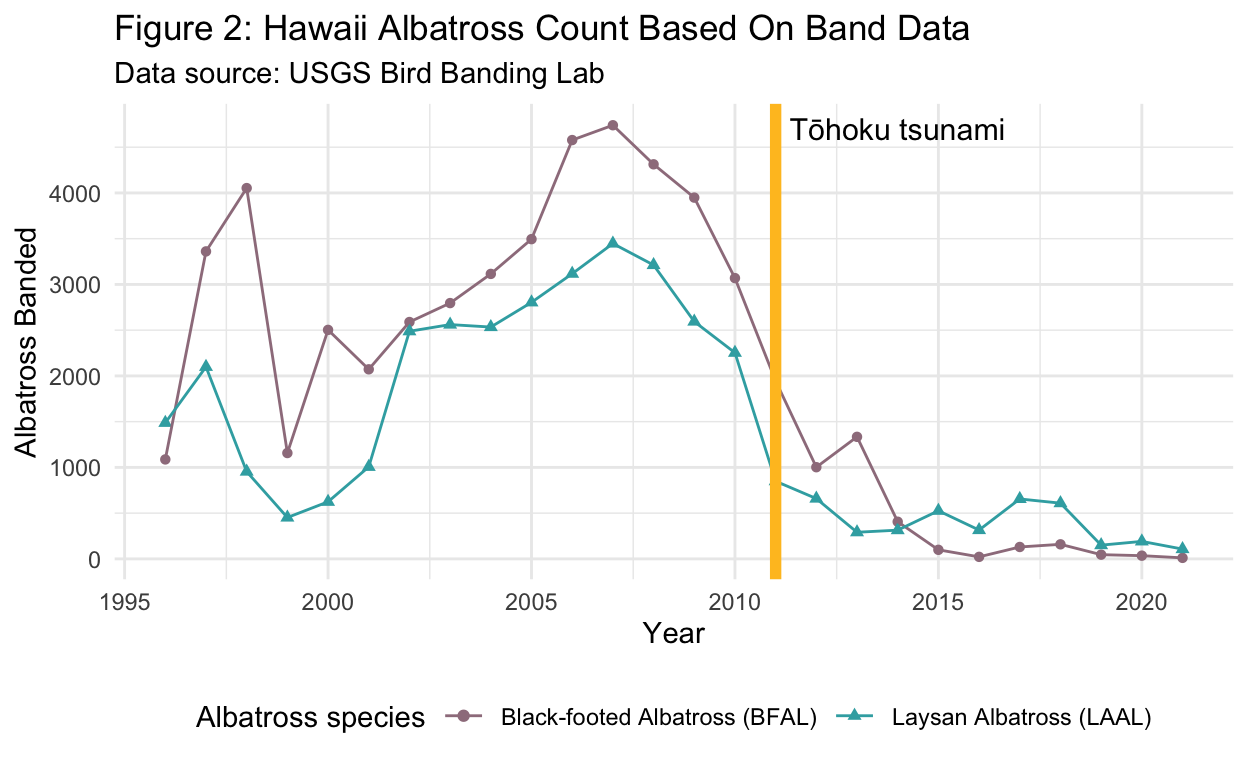 Figure 2: Hawaii Albatross Count Based On Band Data
Data source: USGS Bird Banding Lab
Tōhoku tsunami
Albatross Banded
4000
3000
2000
1000
0
1995 2000 2005 2010 2015 2020
Year
Albatross species Black-footed Albatross (BFAL) Laysan Albatross (LAAL)